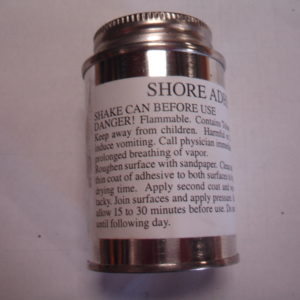 SHORE
SHAKE CAN BEFORE USE
DANGER! Flammable. Contains
Keep away from children. Harmful
induce vomiting. Call physician
prolonged breathing of vapor.
Roughen surface with sandpaper.
thin coat of adhesive to both surfaces
drying time. Apply second coat and
tacky. Join surfaces and apply pressure.
allow 15 to 30 minutes before use. Do
until following day.